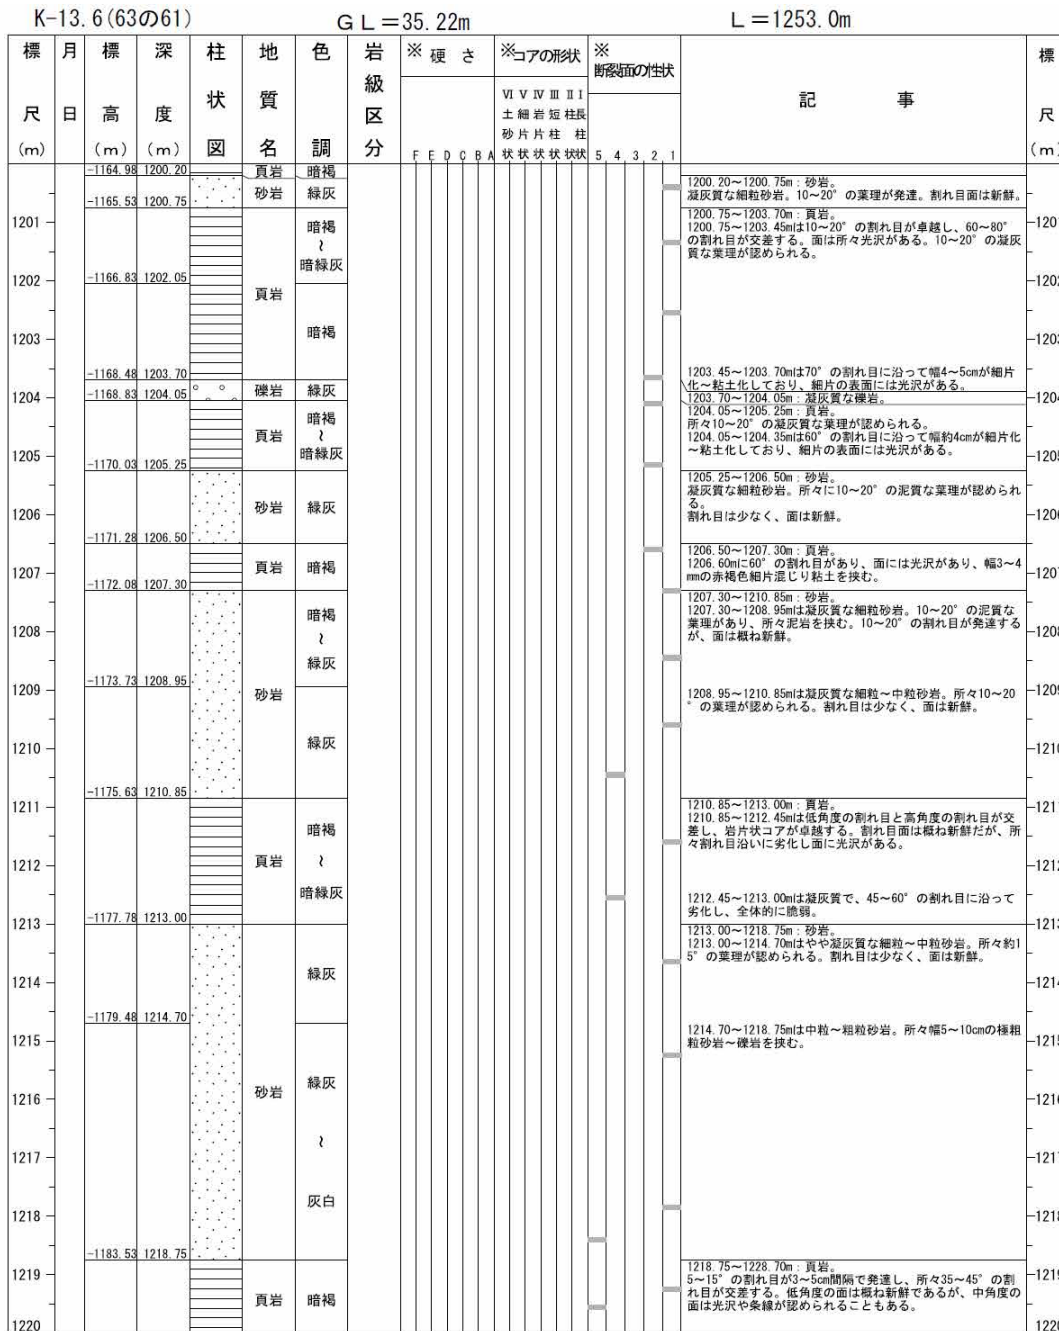 K-13.6(63の61) GL=35.22m L=1253.0m
標尺(m) 月日 標高(m) 深度(m) 柱状図 地質名 色調 岩級区分 ※硬さ ※コアの形状 ※断裂面の性状 記事 標尺(m)
F E D C B A
VI土砂状 V細片状 IV岩片状 III短柱状 II柱状 I長柱状
5 4 3 2 1
-1164.98 1200.20 頁岩 暗褐
-1165.53 1200.75 砂岩 緑灰
1200.20~1200.75m:砂岩。
凝灰質な細粒砂岩。10~20°の葉理が発達。割れ目面は新鮮。
1201
暗褐
~
暗緑灰
1200.75~1203.70m:頁岩。
1200.75~1203.45mは10~20°の割れ目が卓越し、60~80°
の割れ目が交差する。面は所々光沢がある。10~20°の凝灰
質な葉理が認められる。
1202
-1166.83 1202.05
頁岩
暗褐
1203
-1168.48 1203.70
1203.45~1203.70mは70°の割れ目に沿って幅4~5cmが細片
化~粘土化しており、細片の表面には光沢がある。
1204
-1168.83 1204.05 礫岩 緑灰
1203.70~1204.05m:凝灰質な礫岩。
頁岩
暗褐
~
暗緑灰
1204.05~1205.25m:頁岩。
所々10~20°の凝灰質な葉理が認められる。
1204.05~1204.35mは60°の割れ目に沿って幅約4cmが細片化
~粘土化しており、細片の表面には光沢がある。
1205
-1170.03 1205.25
砂岩 緑灰
1205.25~1206.50m:砂岩。
凝灰質な細粒砂岩。所々に10~20°の泥質な葉理が認められ
る。
割れ目は少なく、面は新鮮。
1206
-1171.28 1206.50
頁岩 暗褐
1206.50~1207.30m:頁岩。
1206.60mに60°の割れ目があり、面には光沢があり、幅3~4
mmの赤褐色細片混じり粘土を挟む。
1207
-1172.08 1207.30
暗褐
~
緑灰
1207.30~1210.85m:砂岩。
1207.30~1208.95mは凝灰質な細粒砂岩。10~20°の泥質な
葉理があり、所々泥岩を挟む。10~20°の割れ目が発達する
が、面は概ね新鮮。
1208
-1173.73 1208.95
1209
砂岩
緑灰
1208.95~1210.85mは凝灰質な細粒~中粒砂岩。所々10~20
°の葉理が認められる。割れ目は少なく、面は新鮮。
1210
-1175.63 1210.85
1211
頁岩
暗褐
~
暗緑灰
1210.85~1213.00m:頁岩。
1210.85~1212.45mは低角度の割れ目と高角度の割れ目が交
差し、岩片状コアが卓越する。割れ目面は概ね新鮮だが、所
々割れ目沿いに劣化し面に光沢がある。
1212
1212.45~1213.00mは凝灰質で、45~60°の割れ目に沿って
劣化し、全体的に脆弱。
1213
-1177.78 1213.00
緑灰
1213.00~1218.75m:砂岩。
1213.00~1214.70mはやや凝灰質な細粒~中粒砂岩。所々約1
5°の葉理が認められる。割れ目は少なく、面は新鮮。
1214
-1179.48 1214.70
1215
1214.70~1218.75mは中粒~粗粒砂岩。所々幅5~10cmの極粗
粒砂岩~礫岩を挟む。
砂岩
緑灰
~
灰白
1216
1217
1218
-1183.53 1218.75
1219
頁岩 暗褐
1218.75~1228.70m:頁岩。
5~15°の割れ目が3~5cm間隔で発達し、所々35~45°の割
れ目が交差する。低角度の面は概ね新鮮であるが、中角度の
面は光沢や条線が認められることもある。
1220